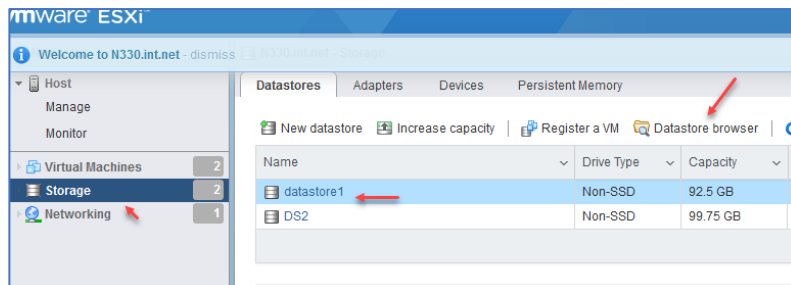 vmware ESXi
Welcome to N330.int.net - dismiss
N330.int.net - Storage
Host
Manage
Monitor
Virtual Machines 2
Storage 2
Networking 1
Datastores Adapters Devices Persistent Memory
New datastore Increase capacity Register a VM Datastore browser
Name Drive Type Capacity
datastore1 Non-SSD 92.5 GB
DS2 Non-SSD 99.75 GB